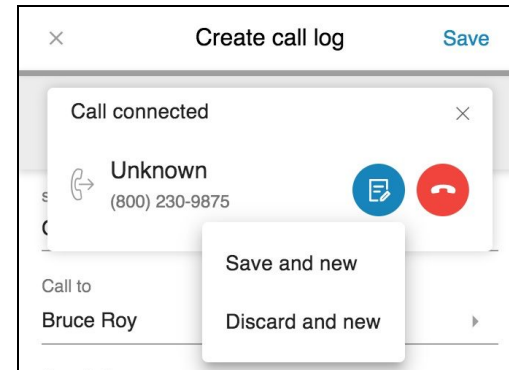 Create call log
Save
Call connected
Unknown
(800) 230-9875
Save and new
Call to
Bruce Roy
Discard and new